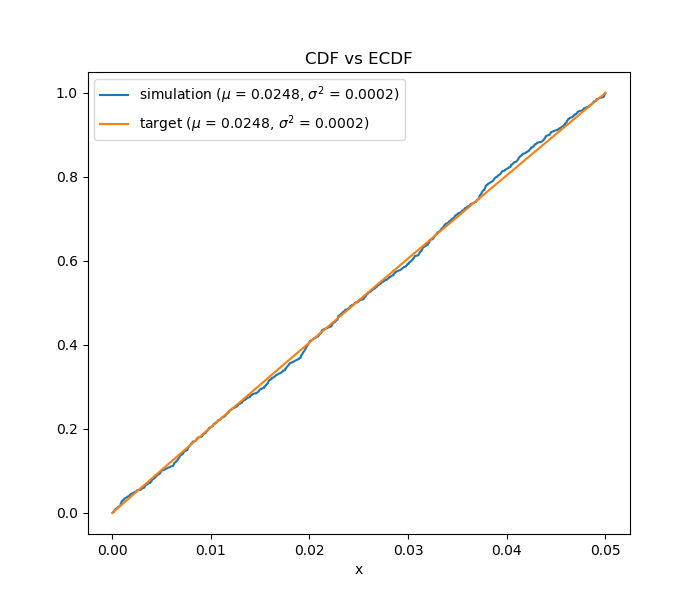 CDF vs ECDF
simulation (μ = 0.0248, σ² = 0.0002)
target (μ = 0.0248, σ² = 0.0002)
1.0
0.8
0.6
0.4
0.2
0.0
0.00 0.01 0.02 0.03 0.04 0.05
x